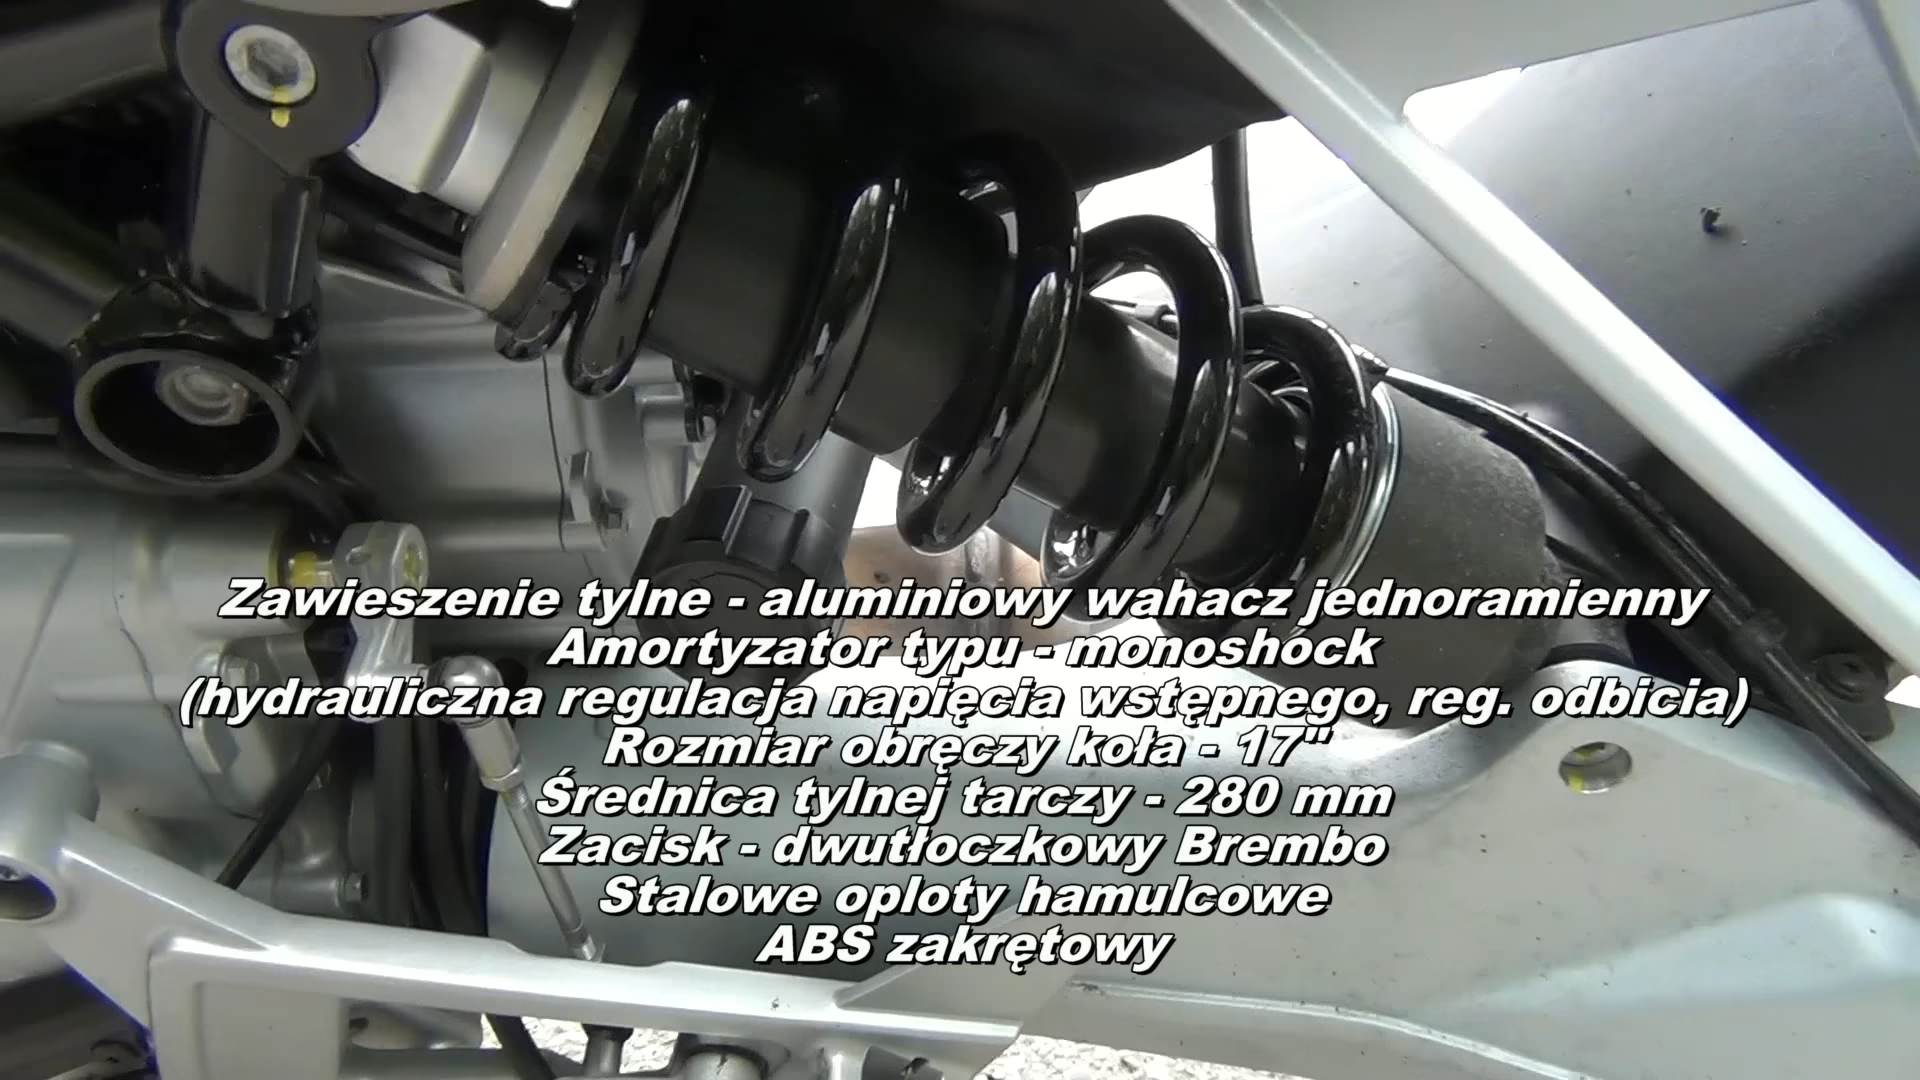 Zawieszenie tylne - aluminiowy wahacz jednoramienny
Amortyzator typu - monoshock
(hydrauliczna regulacja napięcia wstępnego, reg. odbicia)
Rozmiar obręczy koła - 17"
Średnica tylnej tarczy - 280 mm
Zacisk - dwutłoczkowy Brembo
Stalowe oploty hamulcowe
ABS zakrętowy